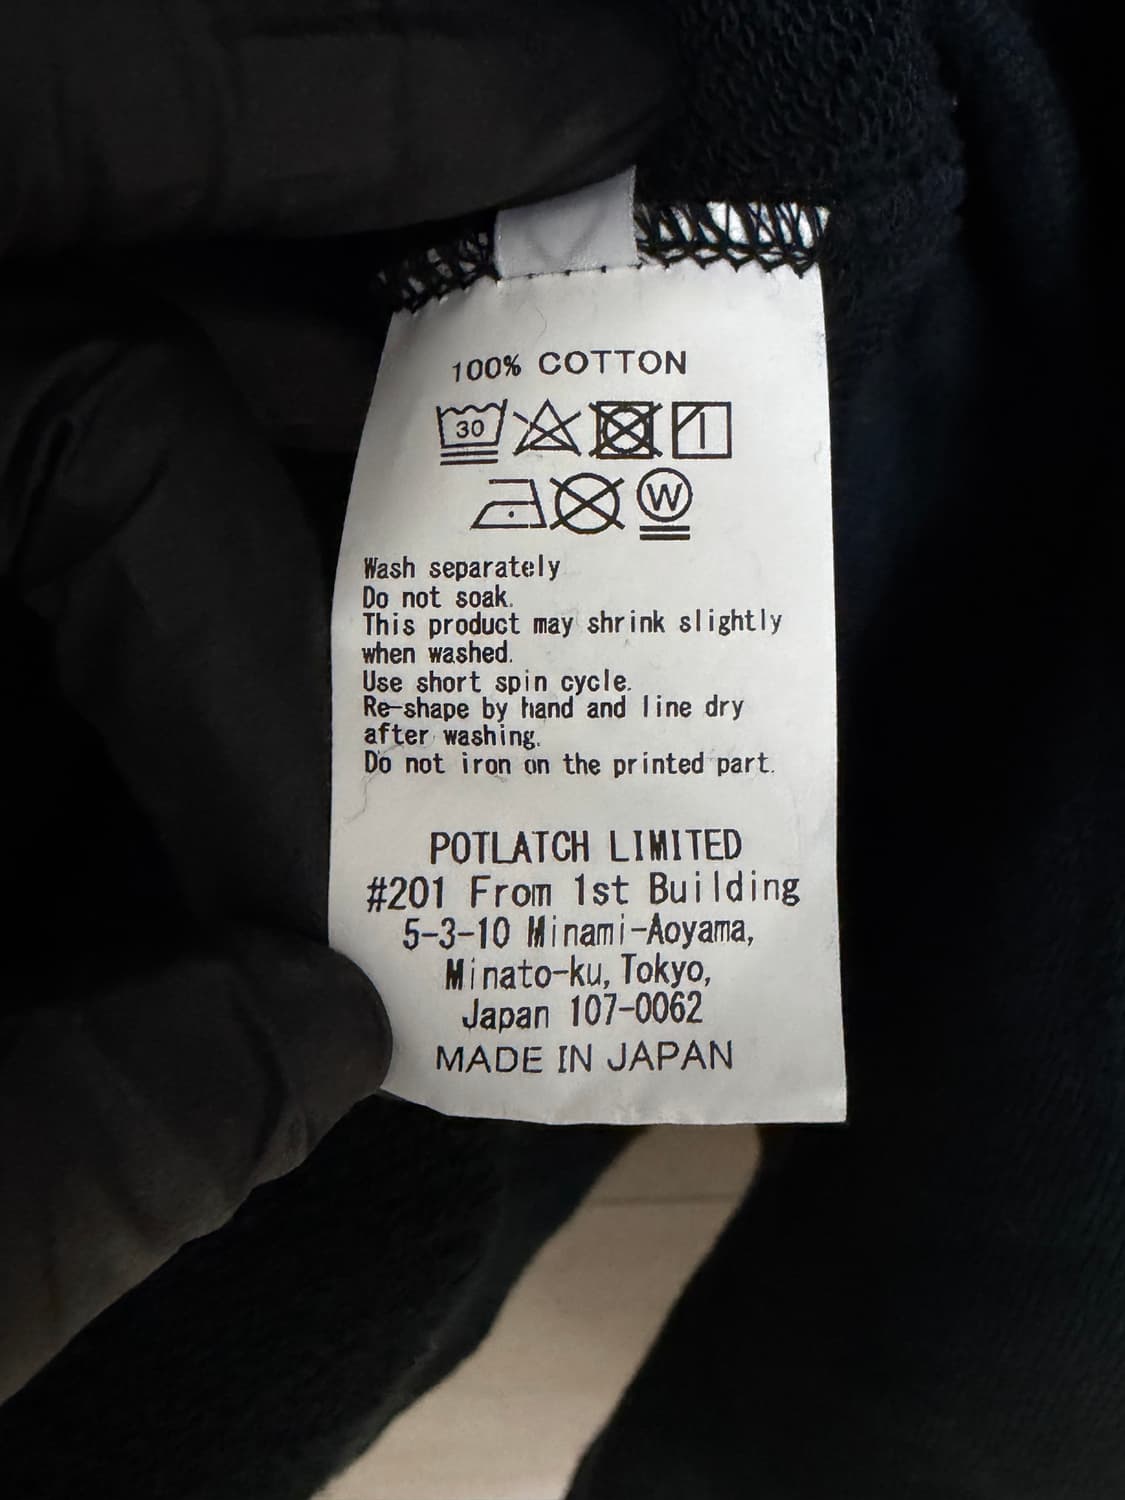 100% COTTON
30
W
Wash separately
Do not soak.
This product may shrink slightly
when washed.
Use short spin cycle.
Re-shape by hand and line dry
after washing.
Do not iron on the printed part.
POTLATCH LIMITED
#201 From 1st Building
5-3-10 Minami-Aoyama,
Minato-ku, Tokyo,
Japan 107-0062
MADE IN JAPAN